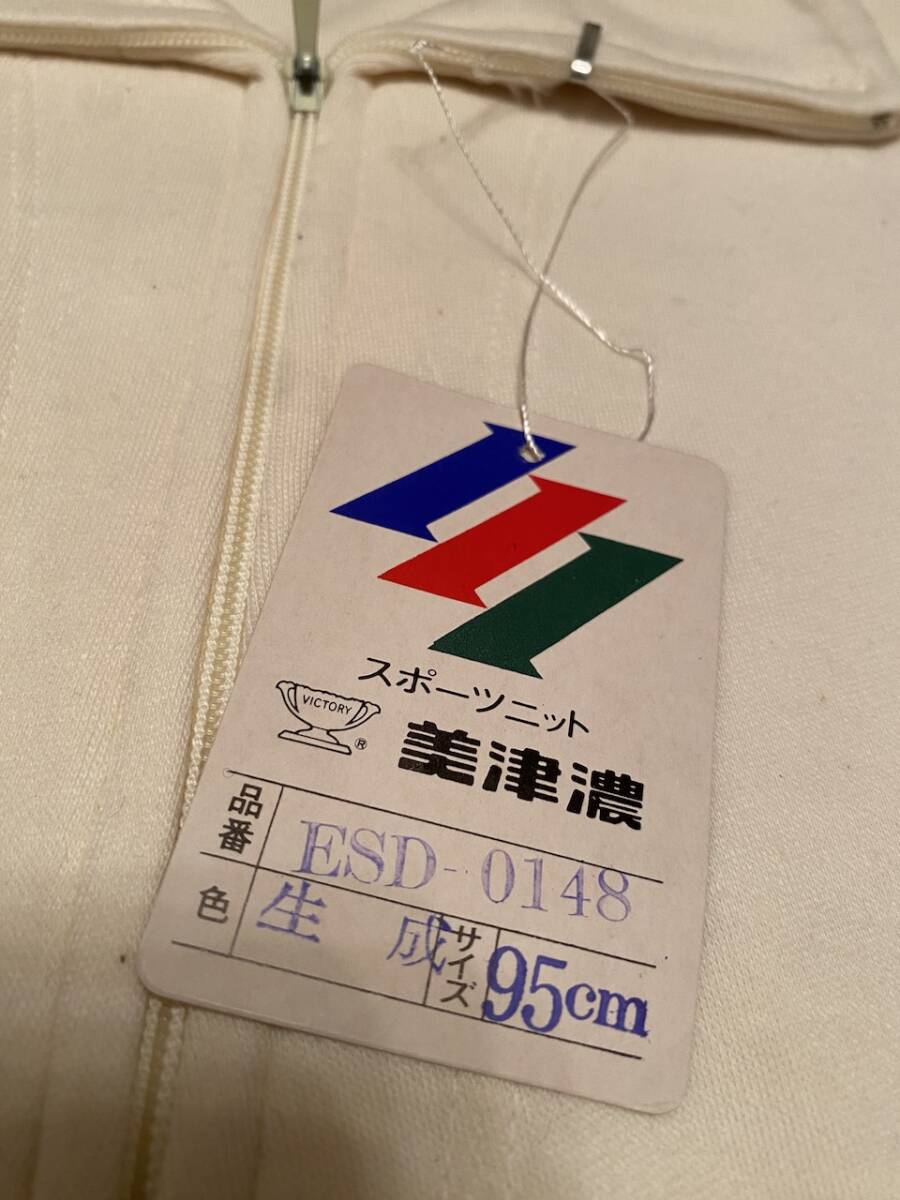 スポーツニット
VICTORY
®
美津濃
品番 ESD-0148
色 生成 サイズ 95cm